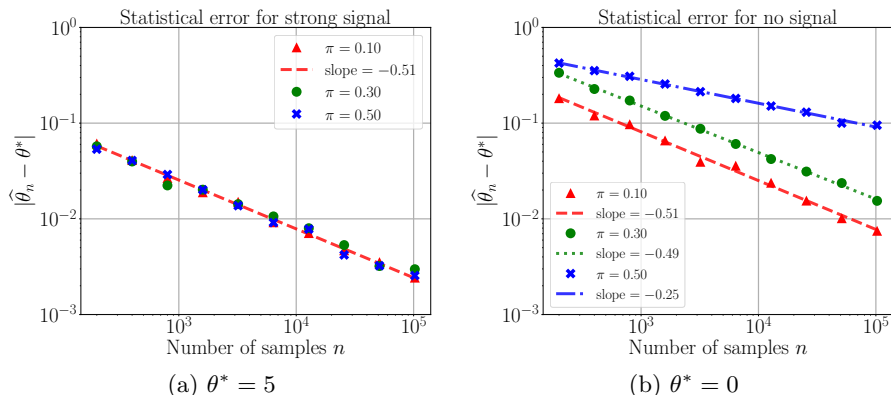 Statistical error for strong signal
10^0
10^{-1}
10^{-2}
10^{-3}
|θ̂_n − θ*|
π = 0.10
slope = −0.51
π = 0.30
π = 0.50
10^3
10^4
10^5
Number of samples n
(a) θ* = 5
Statistical error for no signal
10^0
10^{-1}
10^{-2}
10^{-3}
|θ̂_n − θ*|
π = 0.10
slope = −0.51
π = 0.30
slope = −0.49
π = 0.50
slope = −0.25
10^3
10^4
10^5
Number of samples n
(b) θ* = 0